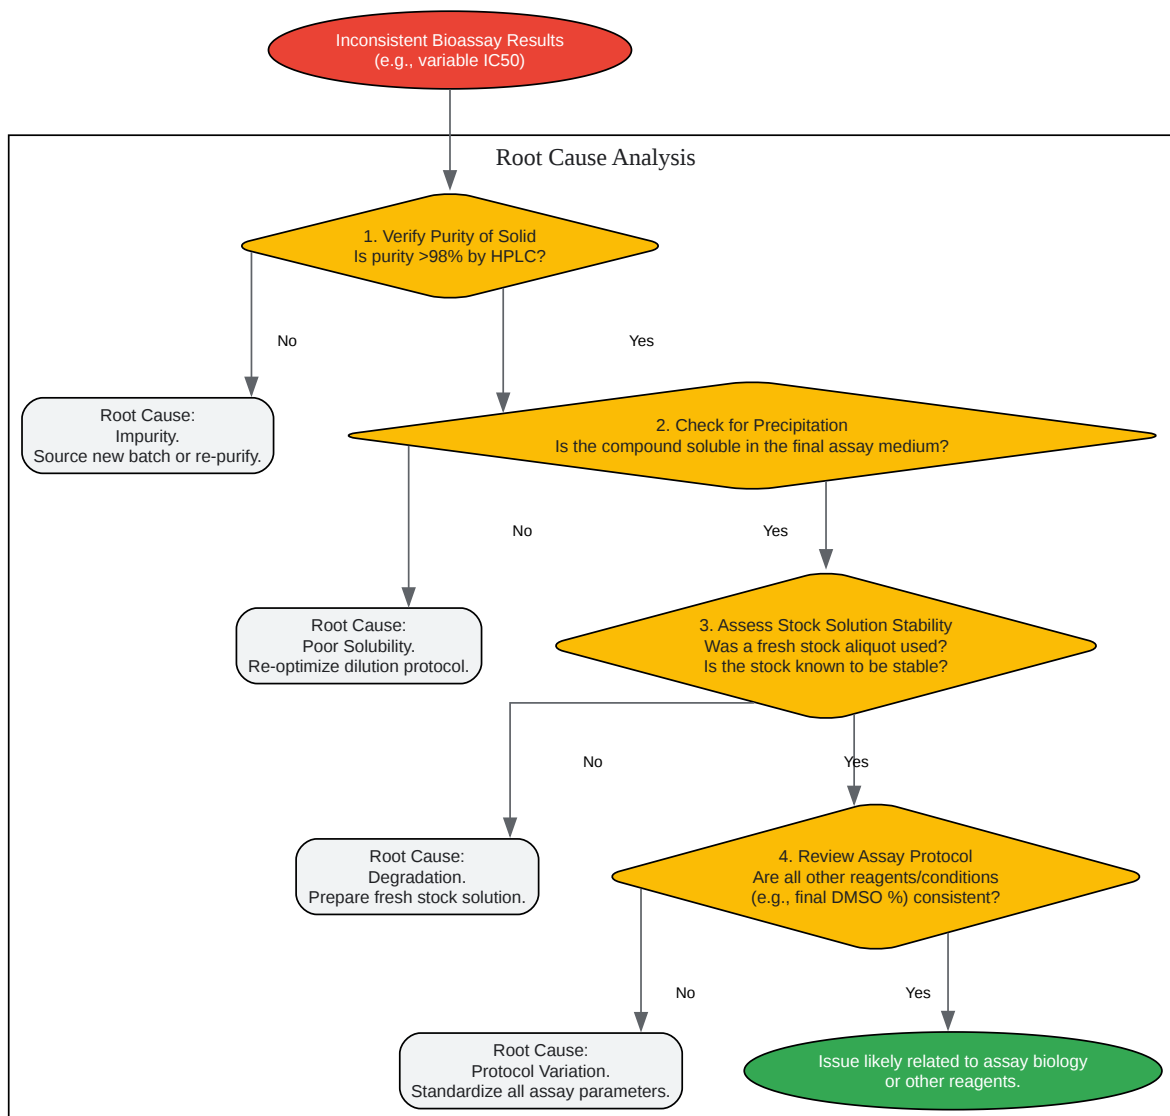 Inconsistent Bioassay Results
(e.g., variable IC50)
Root Cause Analysis
1. Verify Purity of Solid
Is purity >98% by HPLC?
No
Yes
Root Cause:
Impurity.
Source new batch or re-purify.
2. Check for Precipitation
Is the compound soluble in the final assay medium?
No
Yes
Root Cause:
Poor Solubility.
Re-optimize dilution protocol.
3. Assess Stock Solution Stability
Was a fresh stock aliquot used?
Is the stock known to be stable?
No
Yes
Root Cause:
Degradation.
Prepare fresh stock solution.
4. Review Assay Protocol
Are all other reagents/conditions
(e.g., final DMSO %) consistent?
No
Yes
Root Cause:
Protocol Variation.
Standardize all assay parameters.
Issue likely related to assay biology
or other reagents.